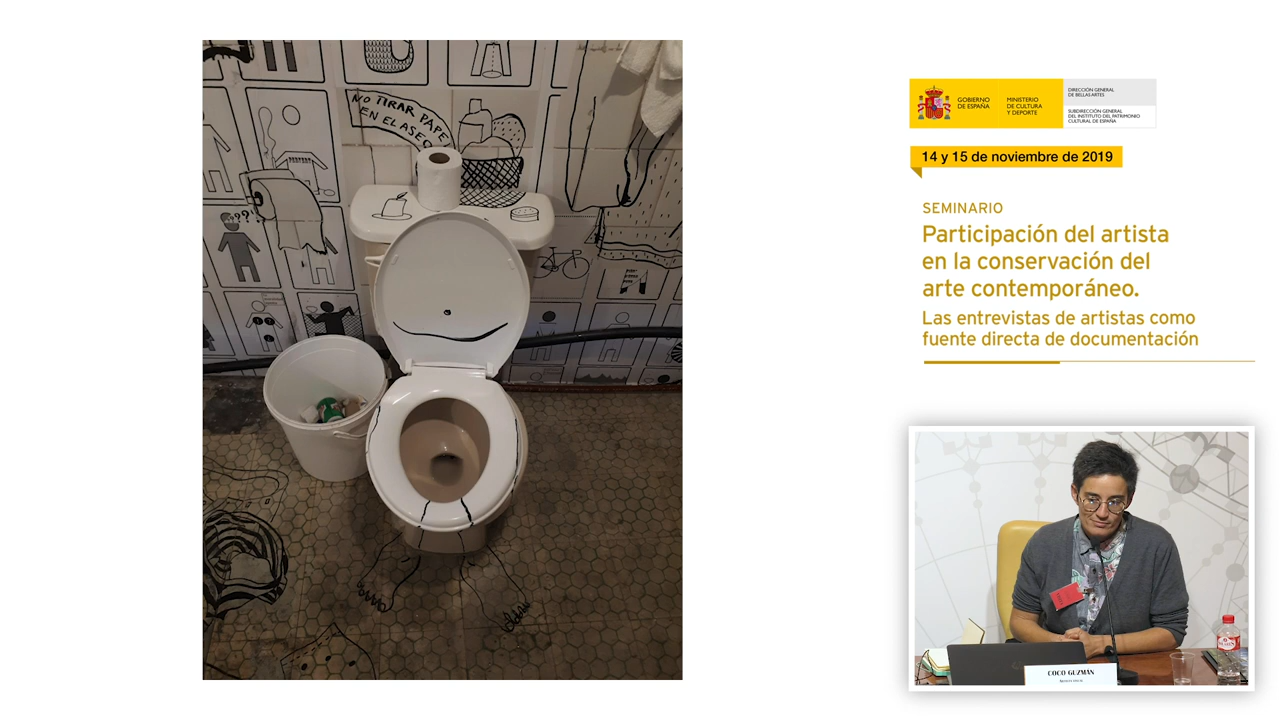 NO TIRAR PAPE
EN EL ASEO
???
GOBIERNO
DE ESPAÑA
MINISTERIO
DE CULTURA
Y DEPORTE
DIRECCIÓN GENERAL
DE BELLAS ARTES
SUBDIRECCIÓN GENERAL
DEL INSTITUTO DEL PATRIMONIO
CULTURAL DE ESPAÑA
14 y 15 de noviembre de 2019
SEMINARIO
Participación del artista
en la conservación del
arte contemporáneo.
Las entrevistas de artistas como
fuente directa de documentación
COCO GUZMAN